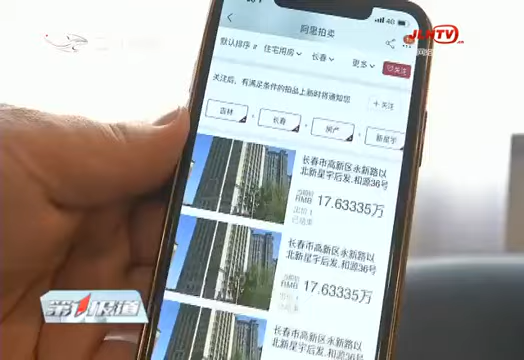 阿里拍卖
JLNTV
默认排序
住宅用房
长春
更多
关注
关注后，有满足条件的拍品上新时将通知您
+关注
吉林
长春
房产
新星宇
长春市高新区永新路以
北新星宇后发.和源36号
RMB 17.63335万
长春市高新区永新路以
北新星宇后发.和源36号
RMB 17.63335万
长春市高新区永新路以
北新星宇后发.和源36号
第1报道